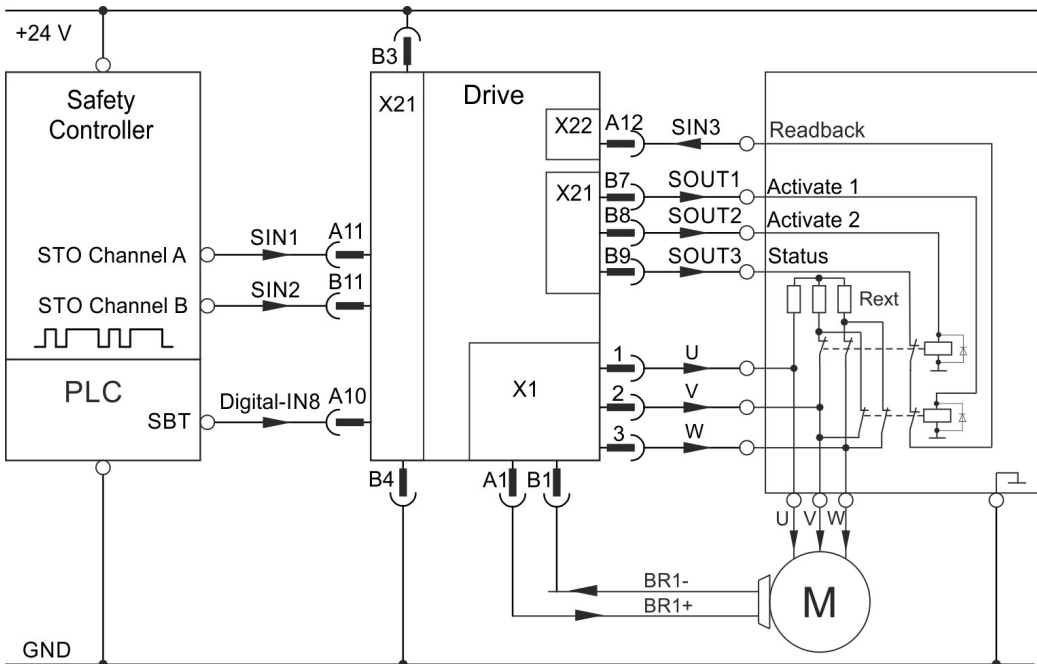 +24 V
B3
Safety
Controller
X21
Drive
X22
A12
SIN3
Readback
X21
B7
SOUT1
Activate 1
B8
SOUT2
Activate 2
B9
SOUT3
Status
STO Channel A
SIN1
A11
STO Channel B
SIN2
B11
Rext
PLC
X1
1
U
2
V
3
W
SBT
Digital-IN8
A10
B4
A1
B1
U
V
W
BR1-
BR1+
M
GND